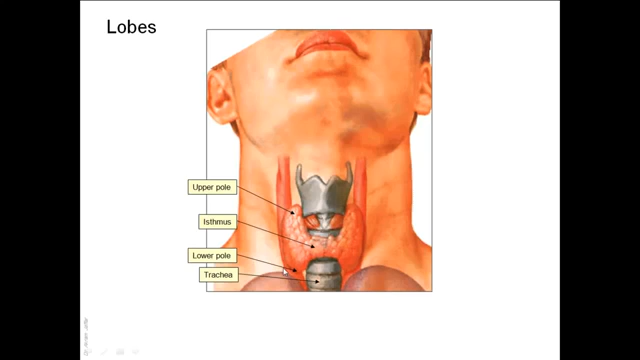 Lobes
Upper pole
Isthmus
Lower pole
Trachea